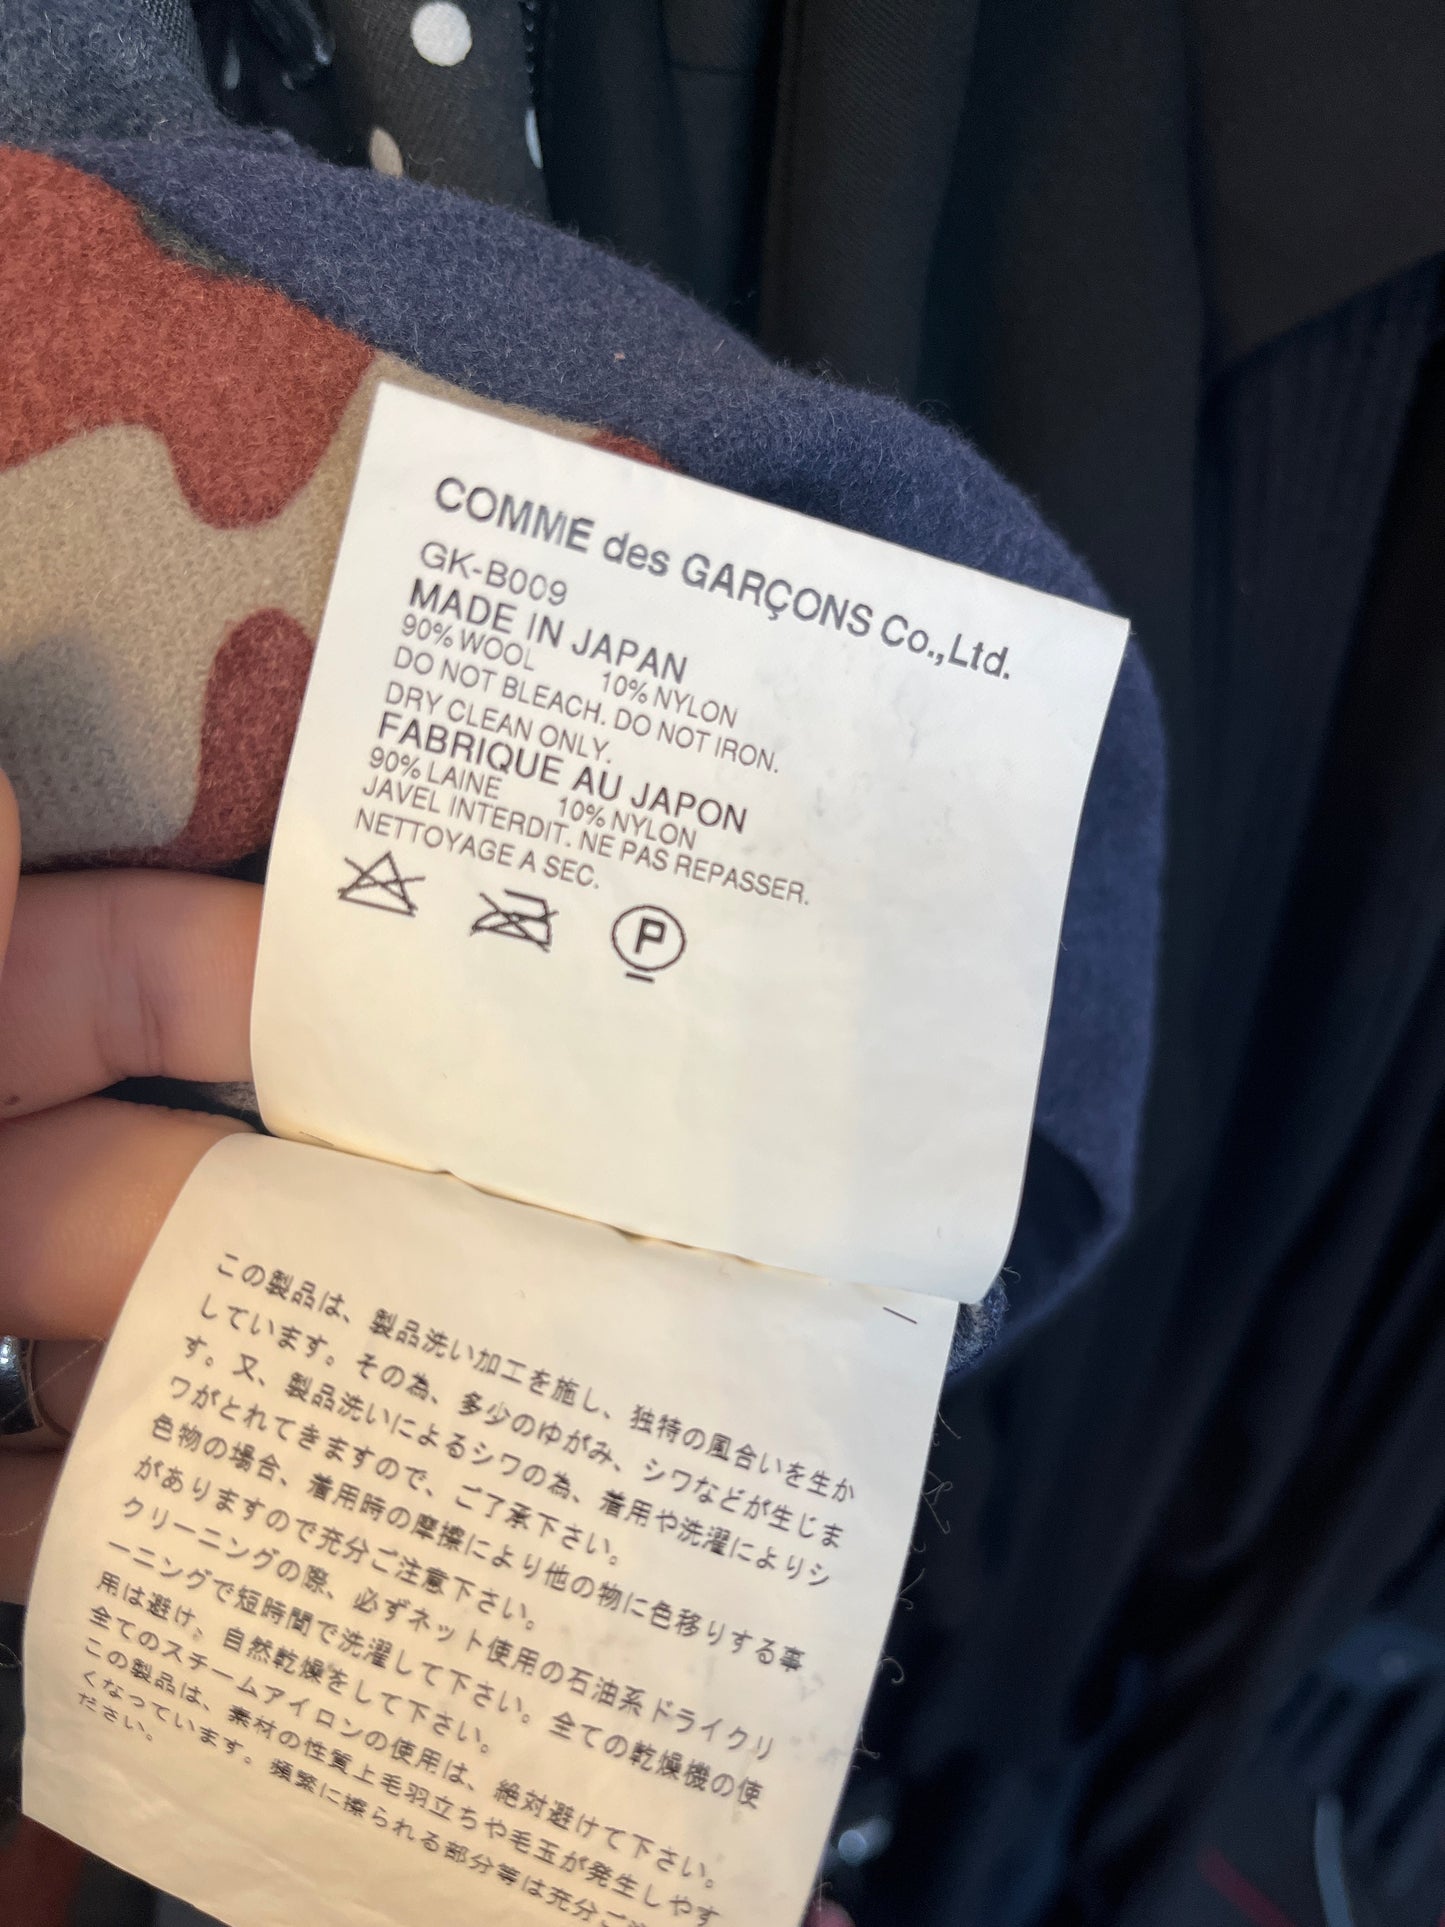 COMME des GARÇONS Co.,Ltd.
GK-B009
MADE IN JAPAN
90% WOOL 10% NYLON
DO NOT BLEACH. DO NOT IRON.
DRY CLEAN ONLY.
FABRIQUE AU JAPON
90% LAINE 10% NYLON
JAVEL INTERDIT. NE PAS REPASSER.
NETTOYAGE A SEC.
P
この製品は、製品洗い加工を施し、独特の風合いを生か
しています。その為、多少のゆがみ、シワなどが生じま
す。又、製品洗いによるシワの為、着用や洗濯によりシ
ワがとれてきますので、ご了承下さい。
色物の場合、着用時の摩擦により他の物に色移りする事
がありますので充分ご注意下さい。
クリーニングの際、必ずネット使用の石油系ドライクリ
ーニングで短時間で洗濯して下さい。全ての乾燥機の使
用は避け、自然乾燥をして下さい。
全てのスチームアイロンの使用は、絶対避けて下さい。
この製品は、素材の性質上毛羽立ちや毛玉が発生しやす
くなっています。頻繁に擦られる部分等は充分ご注
ださい。